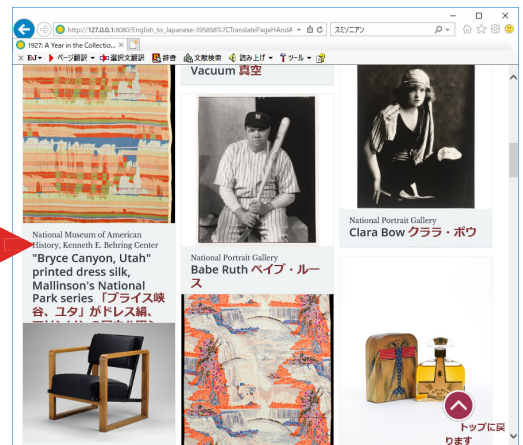 http://127.0.0.1:8080/English_to_Japanese-395858%7CTranslatePageHAndA
スミソニアン
1927: A Year in the Collectio...
EtoJ
ページ翻訳
選択文翻訳
辞書
文献検索
読み上げ
ツール
Vacuum 真空
National Museum of American
History, Kenneth E. Behring Center
"Bryce Canyon, Utah"
printed dress silk,
Mallinson's National
Park series 「ブライス峡
谷、ユタ」がドレス絹、
National Portrait Gallery
Babe Ruth ベイブ・ルー
ス
National Portrait Gallery
Clara Bow クララ・ボウ
トップに戻
ります